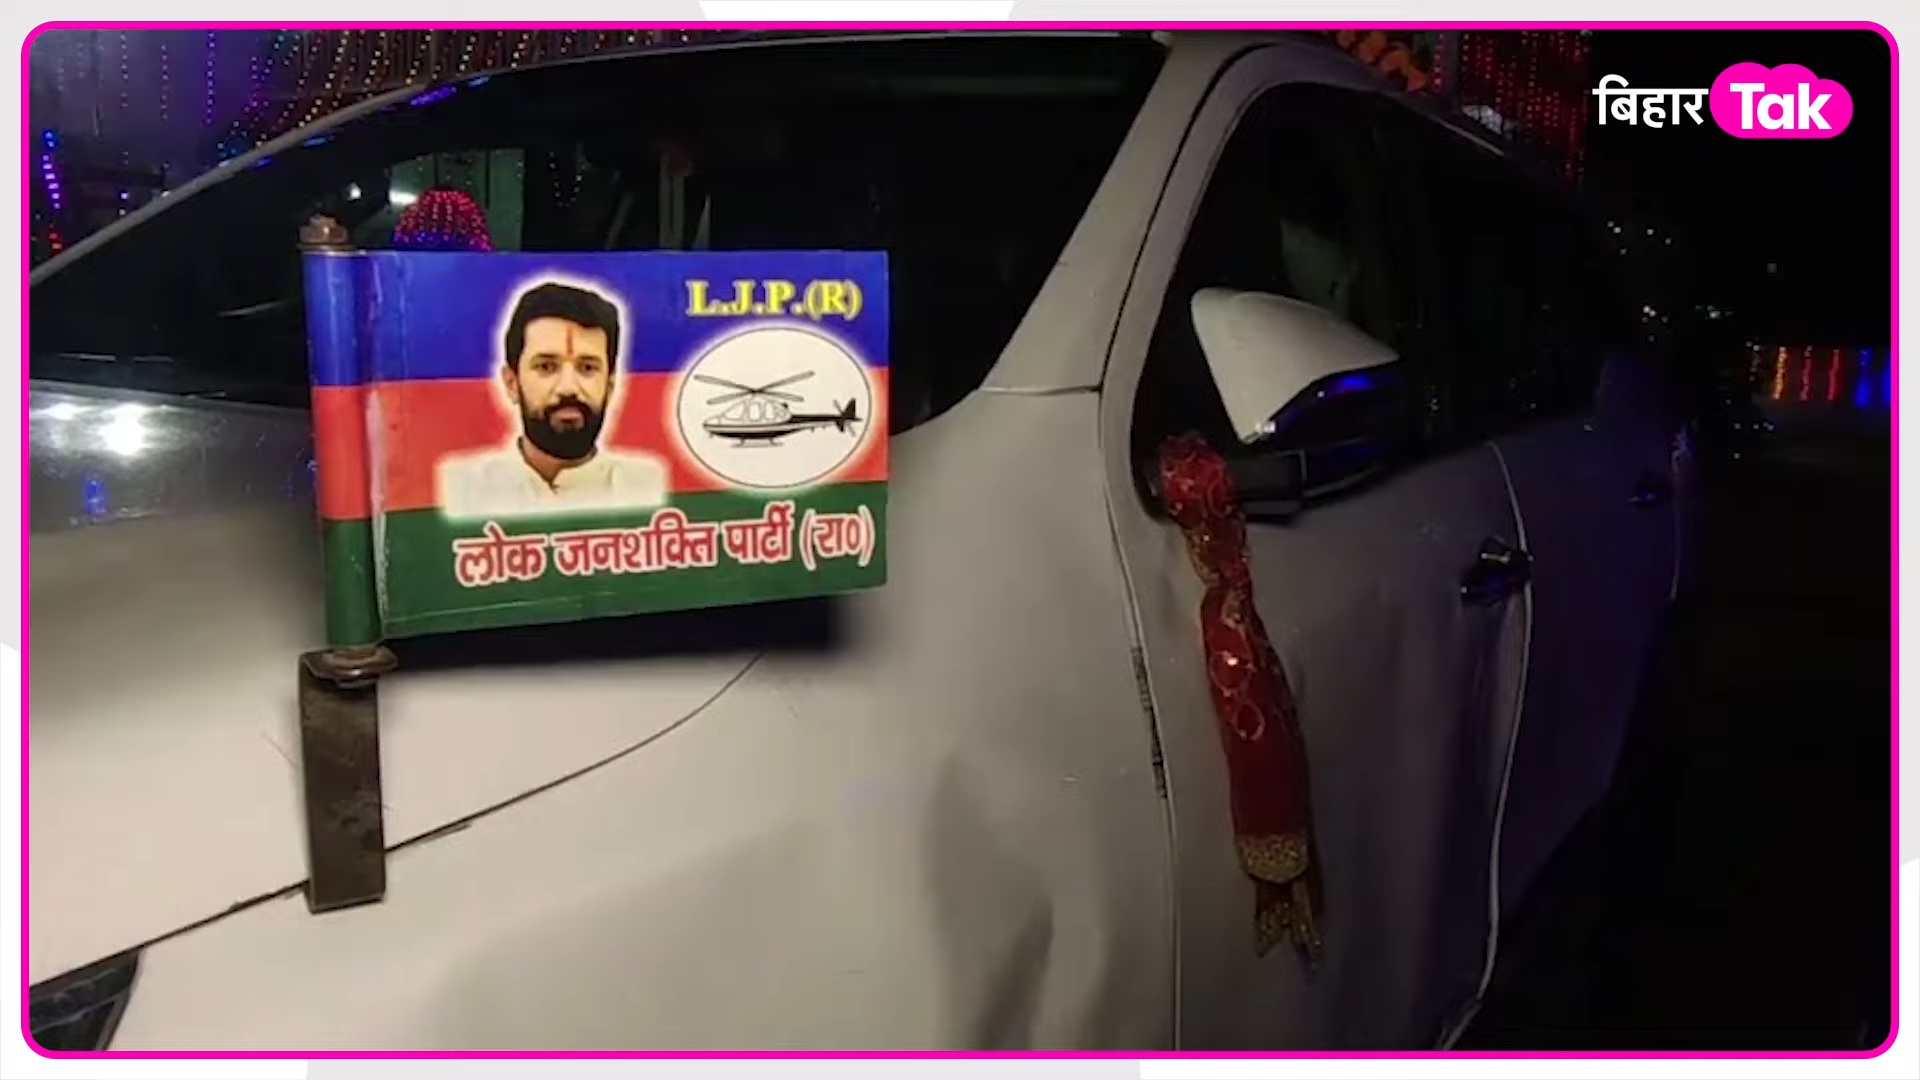 बिहार Tak
L.J.P.(R)
लोक जनशक्ति पार्टी (रा०)